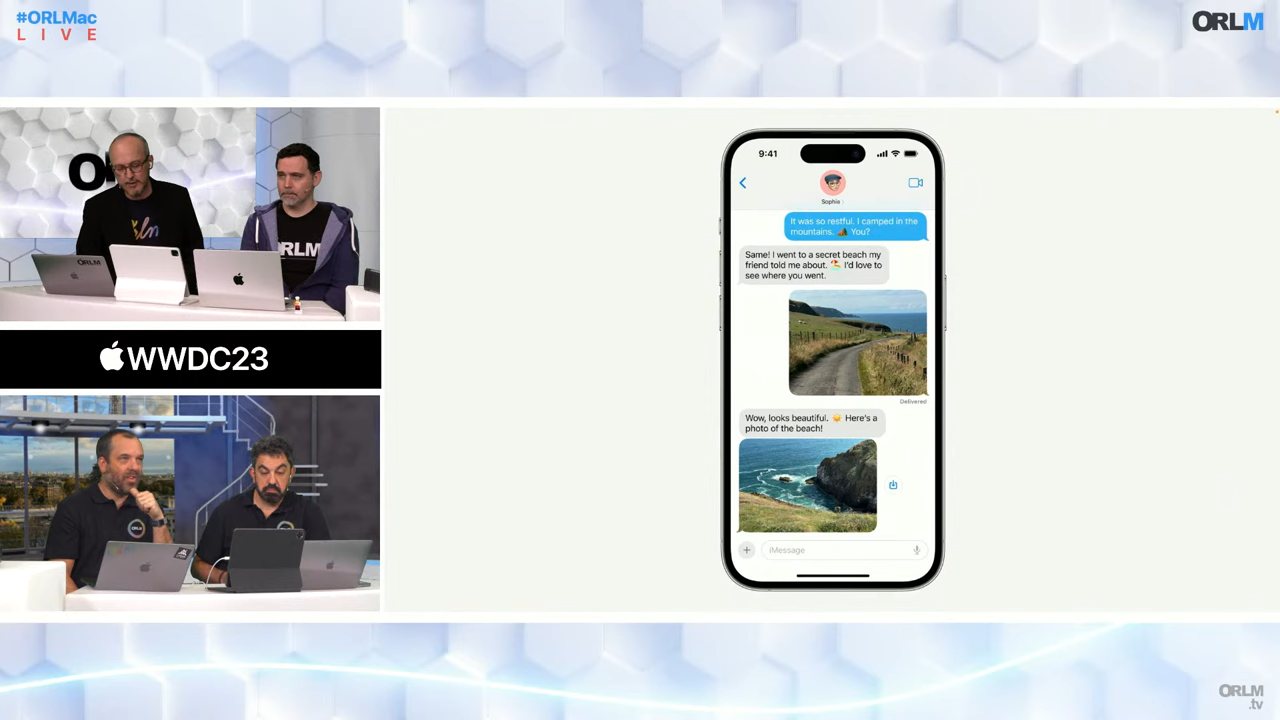 #ORLMac
LIVE
ORLM
ORLM
ORLM
WWDC23
9:41
Sophie
It was so restful. I camped in the
mountains. 🏕️ You?
Same! I went to a secret beach my
friend told me about. 🏖️ I'd love to
see where you went.
Delivered
Wow, looks beautiful. ☀️ Here's a
photo of the beach!
iMessage
ORLM
.tv